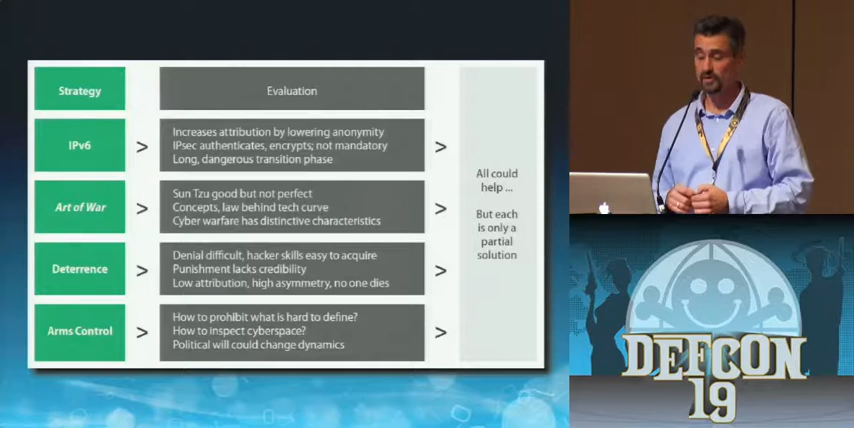 Strategy
Evaluation
IPv6
>
Increases attribution by lowering anonymity
IPsec authenticates, encrypts; not mandatory
Long, dangerous transition phase
>
Art of War
>
Sun Tzu good but not perfect
Concepts, law behind tech curve
Cyber warfare has distinctive characteristics
>
Deterrence
>
Denial difficult, hacker skills easy to acquire
Punishment lacks credibility
Low attribution, high asymmetry, no one dies
>
Arms Control
>
How to prohibit what is hard to define?
How to inspect cyberspace?
Political will could change dynamics
>
All could
help ...
But each
is only a
partial
solution
DEFCON
19